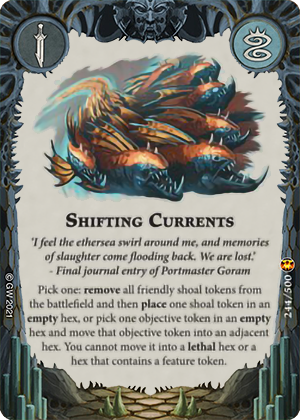 SHIFTING CURRENTS
'I feel the ethersea swirl around me, and memories
of slaughter come flooding back. We are lost.'
- Final journal entry of Portmaster Goram
Pick one: remove all friendly shoal tokens from
the battlefield and then place one shoal token in an
empty hex, or pick one objective token in an empty
hex and move that objective token into an adjacent
hex. You cannot move it into a lethal hex or a
hex that contains a feature token.
© GW 2021
244/500